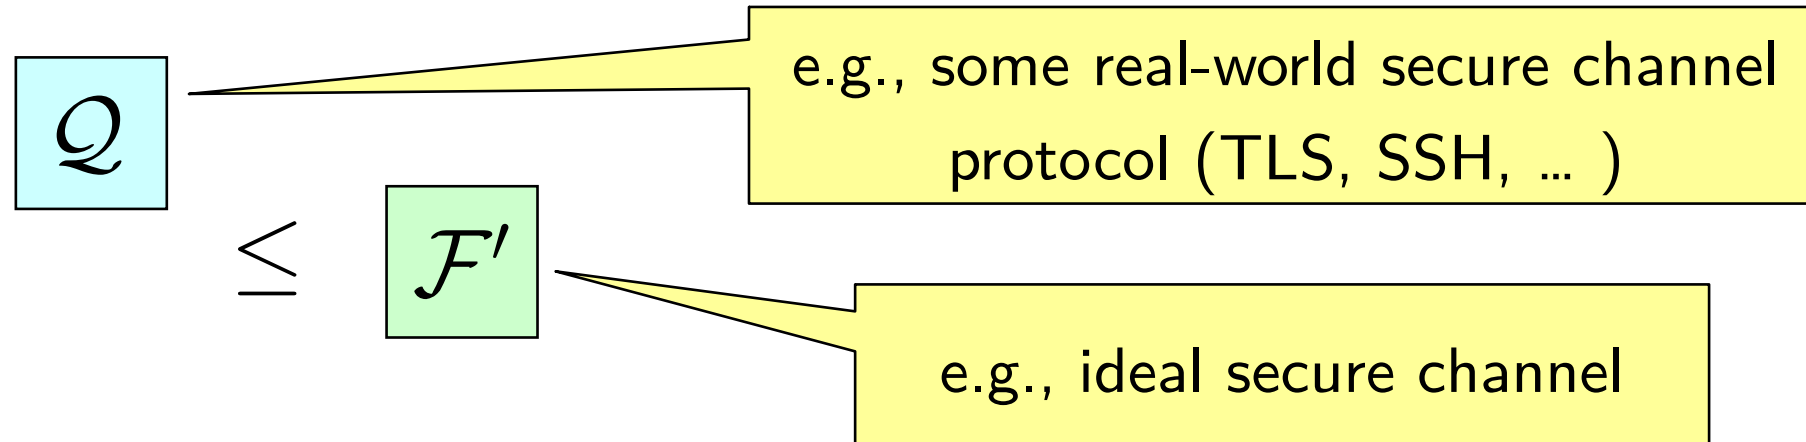 e.g., some real-world secure channel
protocol (TLS, SSH, ... )
𝒬
≤ ℱ′
e.g., ideal secure channel